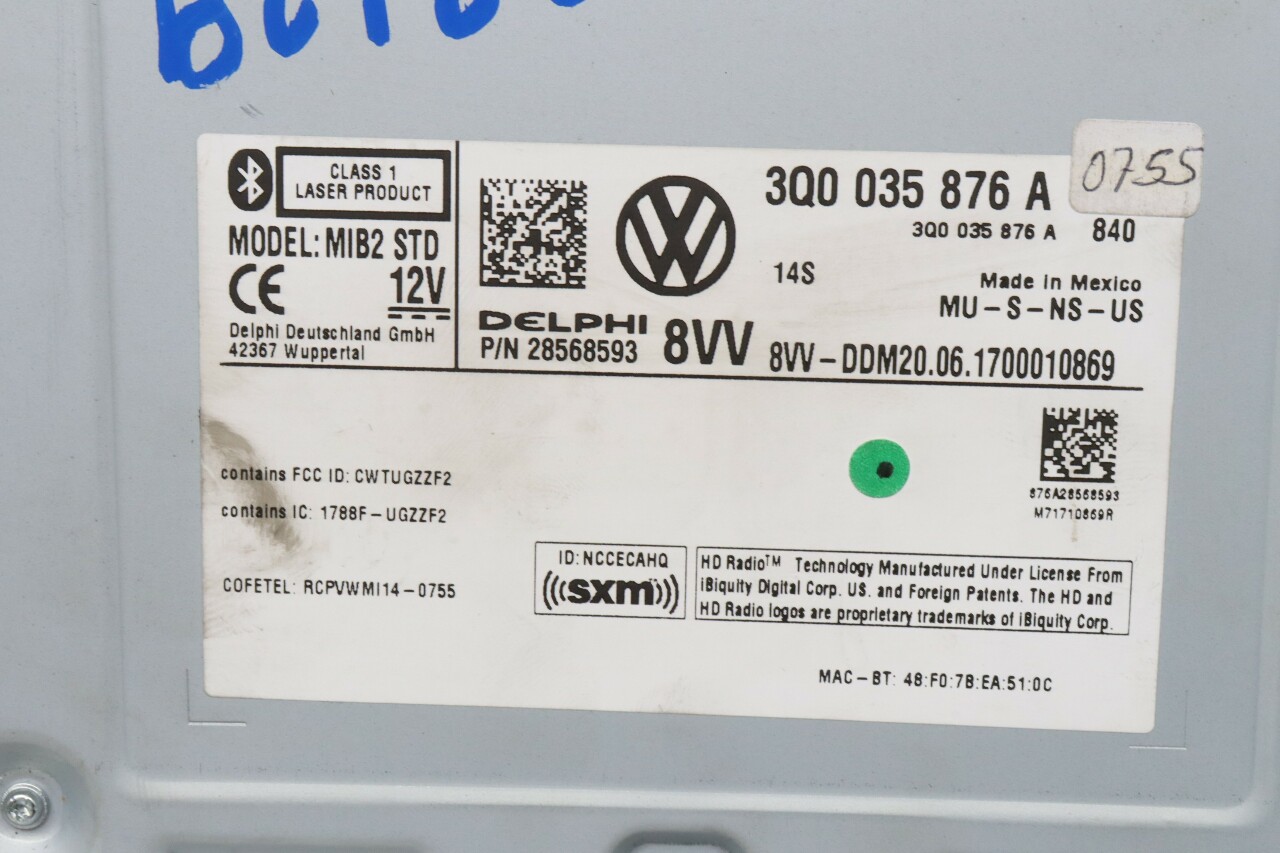 CLASS 1
LASER PRODUCT
MODEL: MIB2 STD
CE 12V
Delphi Deutschland GmbH
42367 Wuppertal
3Q0 035 876 A
0755
3Q0 035 876 A 840
14S
Made in Mexico
MU-S-NS-US
DELPHI
P/N 28568593
8VV
8VV-DDM20.06.1700010869
contains FCC ID: CWTUGZZF2
contains IC: 1788F-UGZZF2
COFETEL: RCPVWMI14-0755
876A28568593
M71710869R
ID: NCCECAHQ
sxm
HD Radio™ Technology Manufactured Under License From
iBiquity Digital Corp. US. and Foreign Patents. The HD and
HD Radio logos are proprietary trademarks of iBiquity Corp.
MAC-BT: 48:F0:7B:EA:51:0C